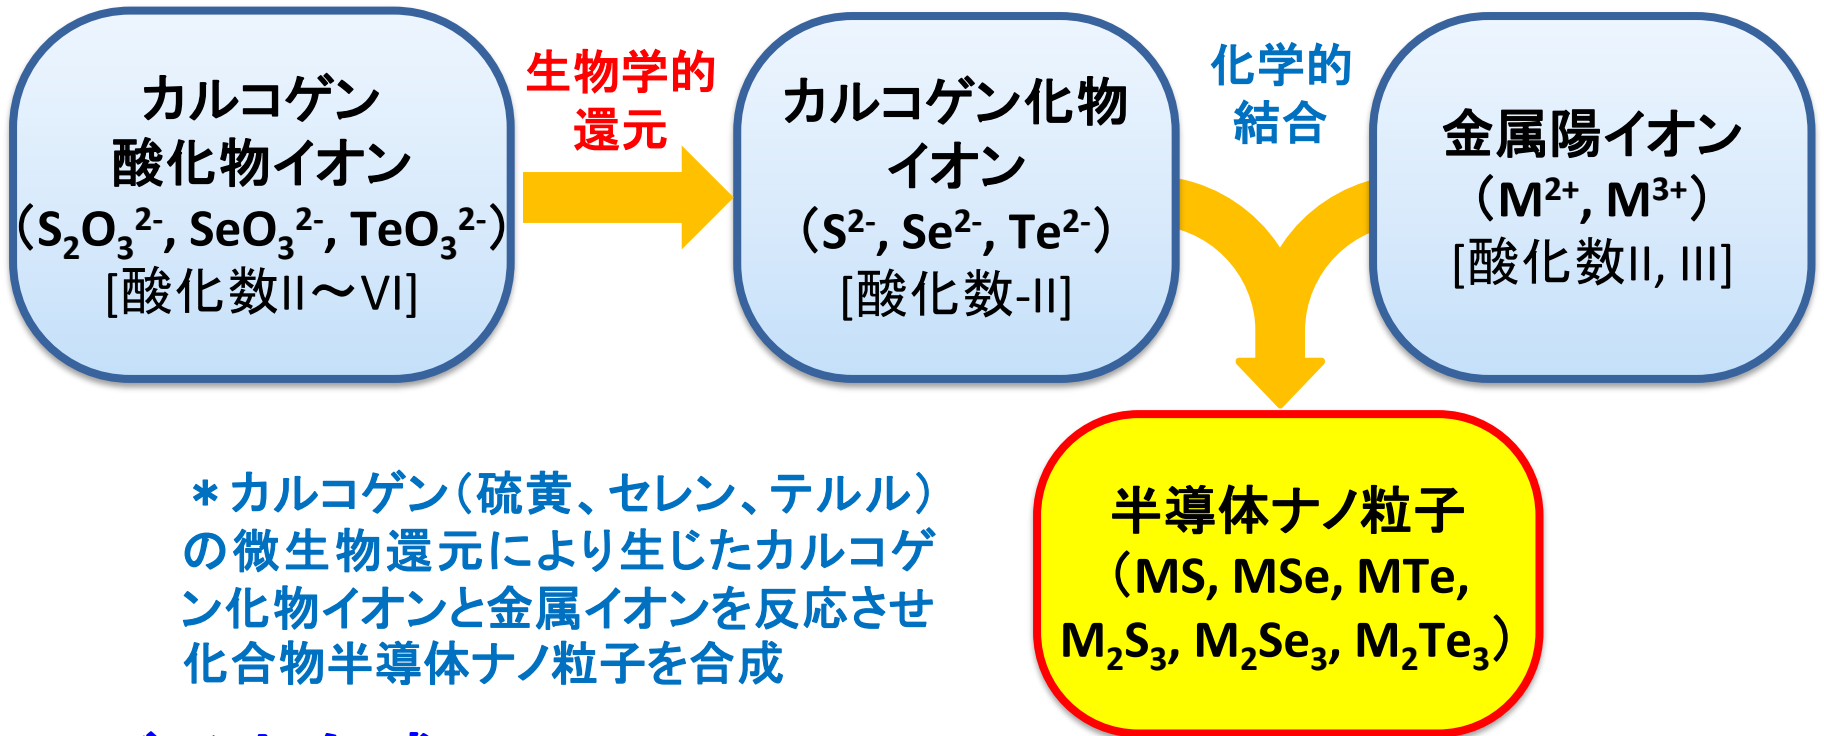 カルコゲン
酸化物イオン
（S₂O₃²⁻, SeO₃²⁻, TeO₃²⁻）
[酸化数II～VI]
生物学的
還元
カルコゲン化物
イオン
（S²⁻, Se²⁻, Te²⁻）
[酸化数-II]
化学的
結合
金属陽イオン
（M²⁺, M³⁺）
[酸化数II, III]
＊カルコゲン（硫黄、セレン、テルル）
の微生物還元により生じたカルコゲ
ン化物イオンと金属イオンを反応させ
化合物半導体ナノ粒子を合成
半導体ナノ粒子
（MS, MSe, MTe,
M₂S₃, M₂Se₃, M₂Te₃）